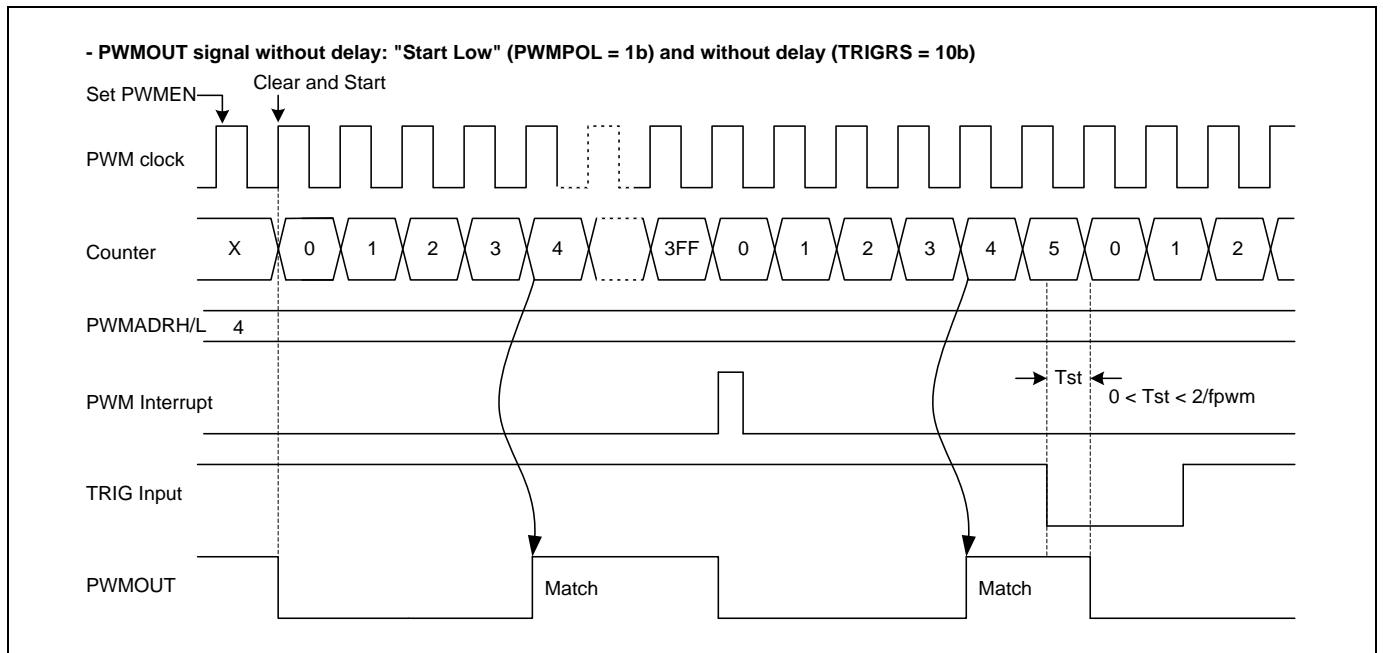 - PWMOUT signal without delay: "Start Low" (PWMPOL = 1b) and without delay (TRIGRS = 10b)
Set PWMEN
Clear and Start
PWM clock
Counter X 0 1 2 3 4 3FF 0 1 2 3 4 5 0 1 2
PWMADRH/L 4
Tst
0 < Tst < 2/fpwm
PWM Interrupt
TRIG Input
PWMOUT
Match
Match